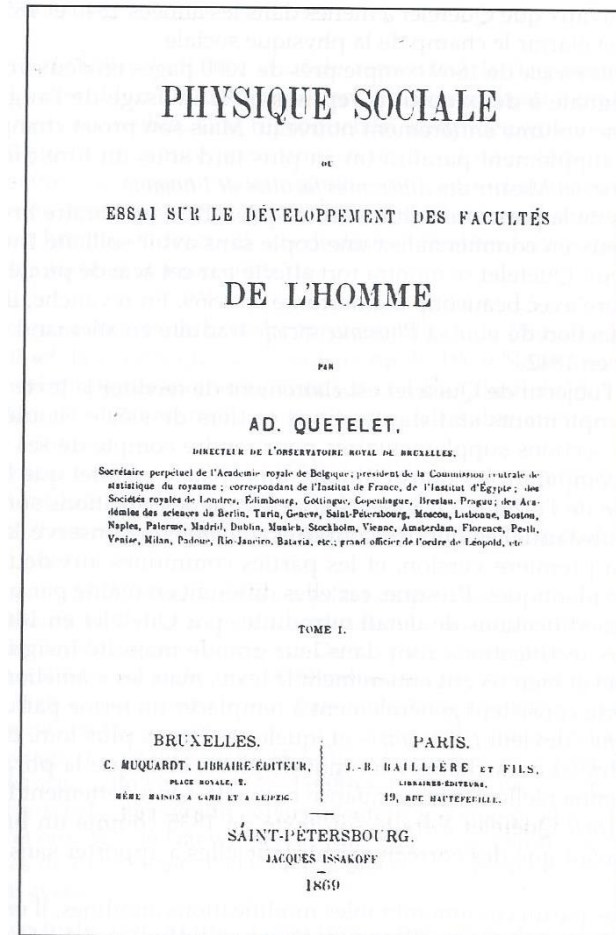 PHYSIQUE SOCIALE
OU
ESSAI SUR LE DÉVELOPPEMENT DES FACULTÉS
DE L'HOMME
PAR
AD. QUETELET,
DIRECTEUR DE L'OBSERVATOIRE ROYAL DE BRUXELLES,
Secrétaire perpétuel de l'Académie royale de Belgique; président de la Commission centrale de
statistique du royaume; correspondant de l'Institut de France, de l'Institut d'Égypte; des
Sociétés royales de Londres, Édimbourg, Göttingue, Copenhague, Breslau, Prague; des Aca-
démies des sciences de Berlin, Turin, Genève, Saint-Pétersbourg, Moscou, Lisbonne, Boston,
Naples, Palerme, Madrid, Dublin, Munich, Stockholm, Vienne, Amsterdam, Florence, Pesth,
Venise, Milan, Padoue, Rio-Janeiro, Batavia, etc.; grand officier de l'ordre de Léopold, etc
TOME I.
BRUXELLES.
C. MUQUARDT, LIBRAIRE-ÉDITEUR,
PLACE ROYALE, 2.
MÊME MAISON A GAND ET A LEIPZIG.
PARIS.
J.-B. BAILLIÈRE ET FILS,
LIBRAIRES-ÉDITEURS,
19, RUE HAUTEFEUILLE.
SAINT-PÉTERSBOURG.
JACQUES ISSAKOFF
1869